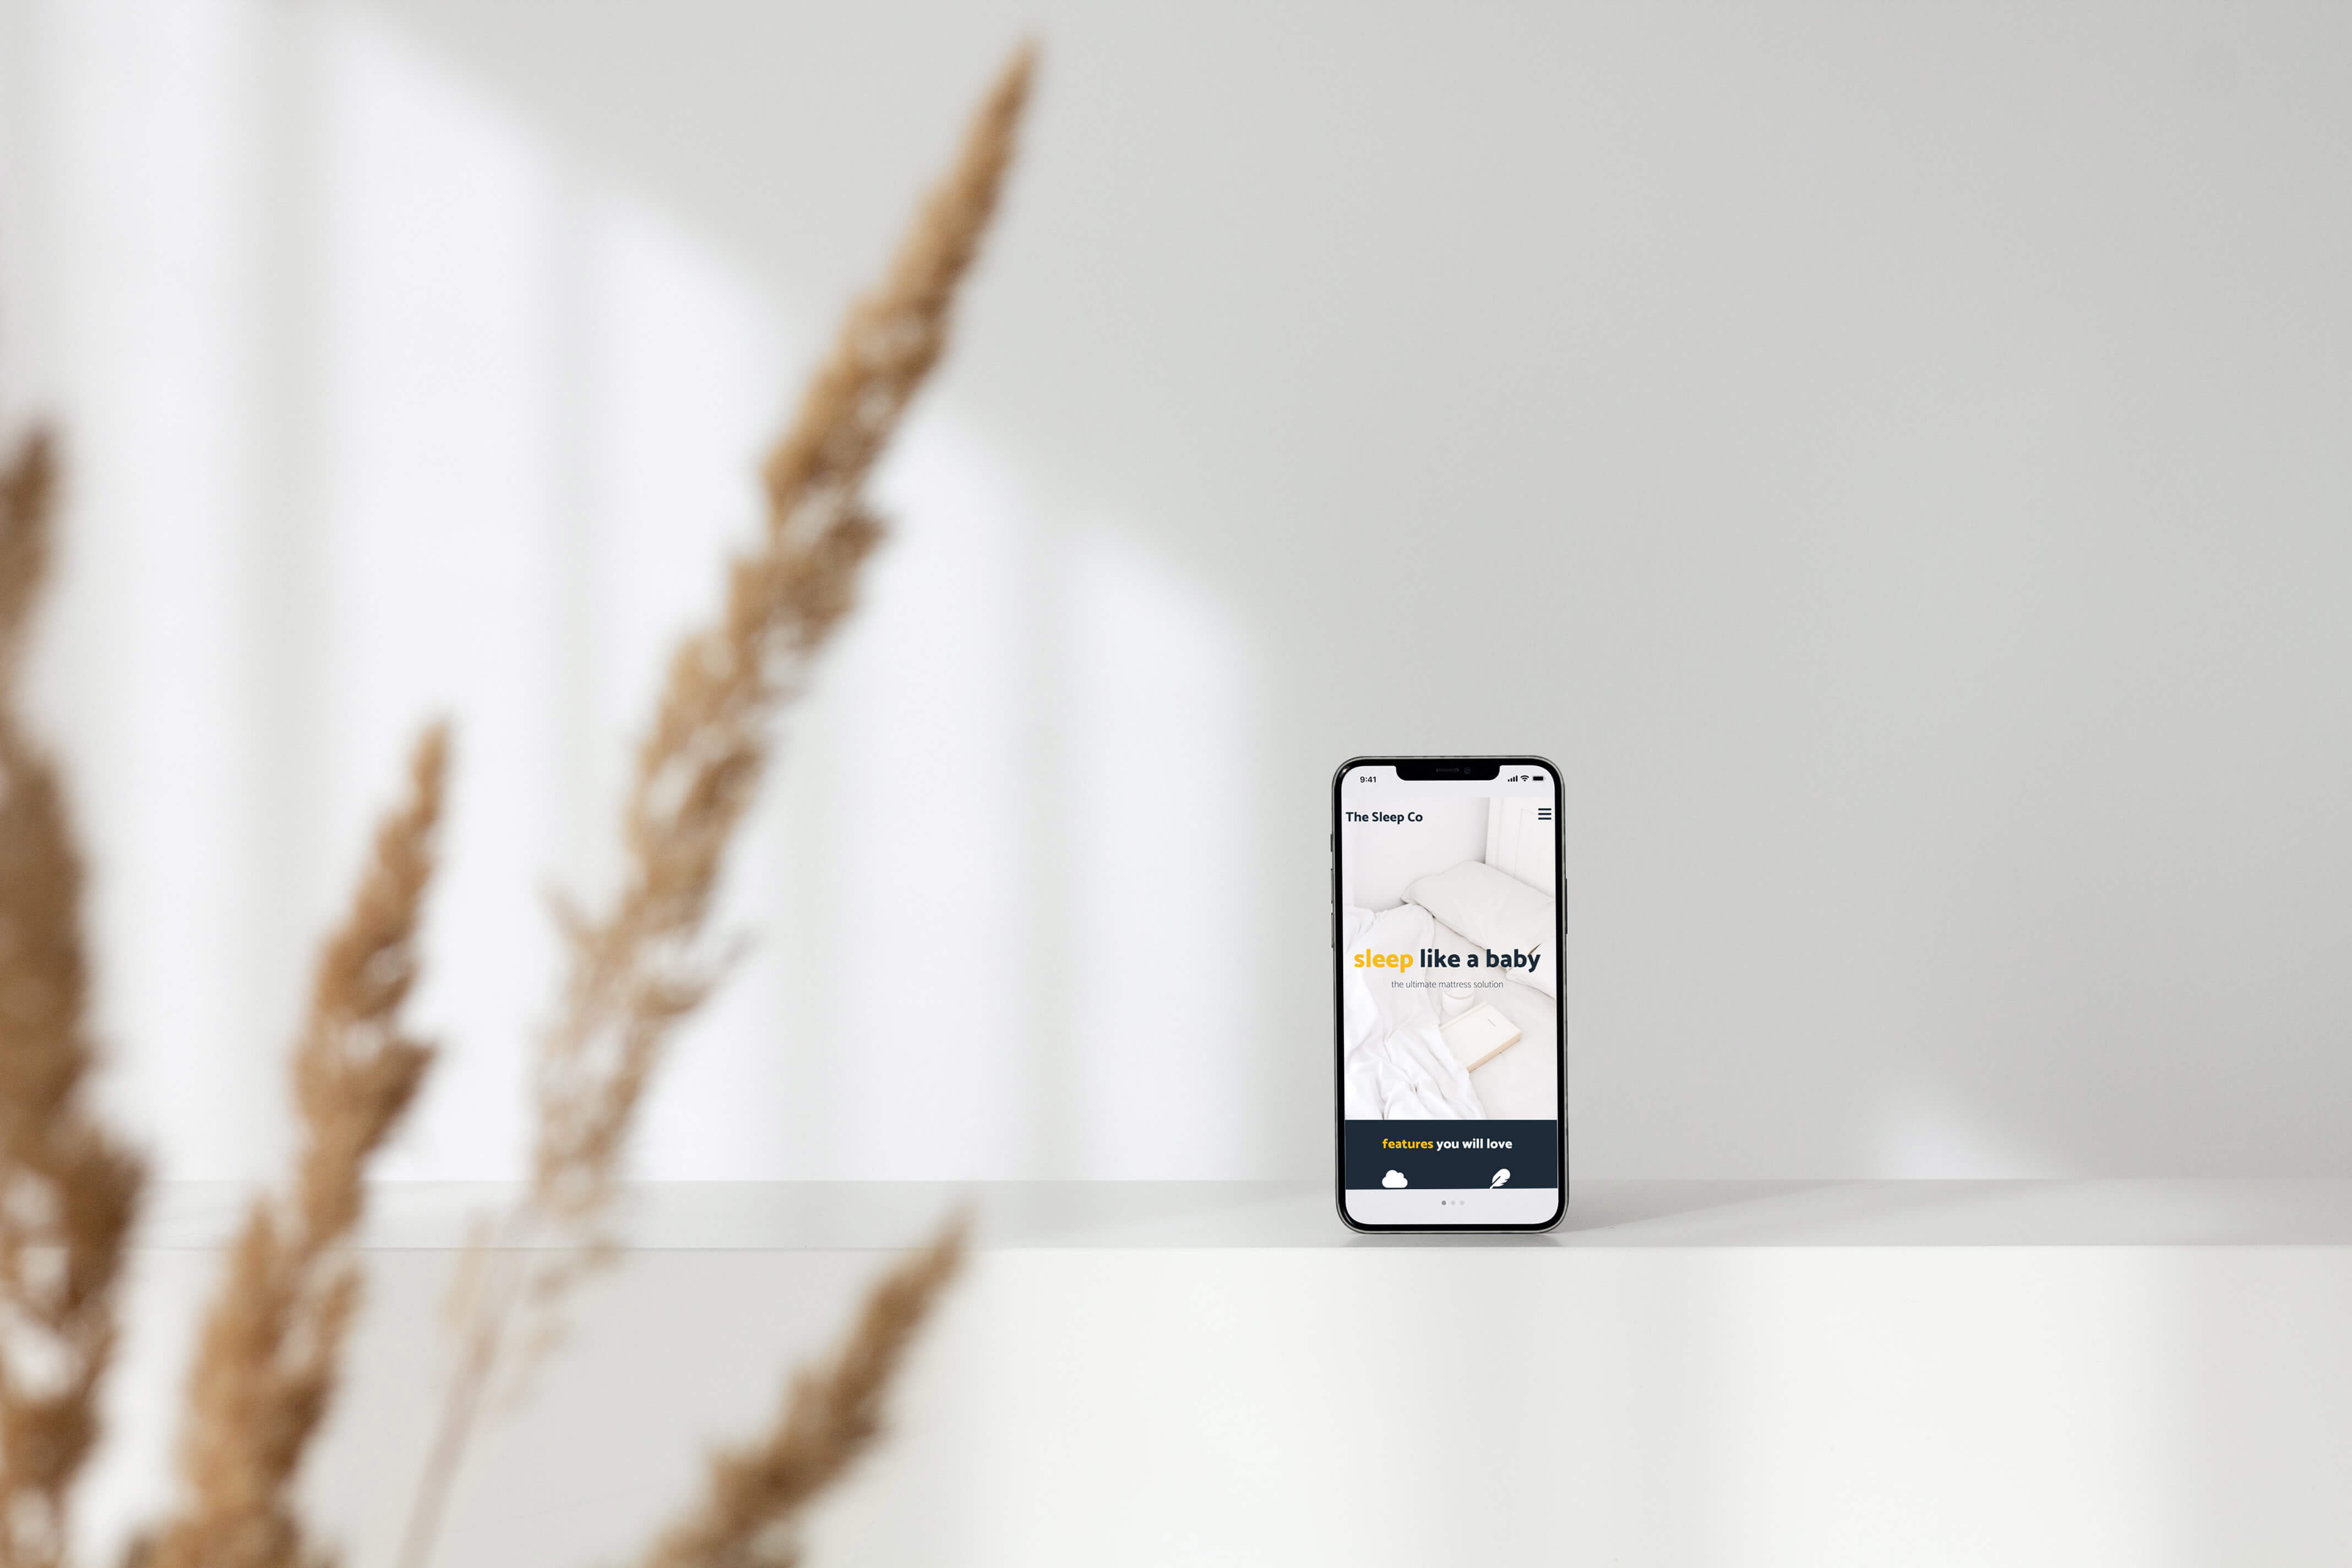 9:41
The Sleep Co
sleep like a baby
the ultimate mattress solution
features you will love